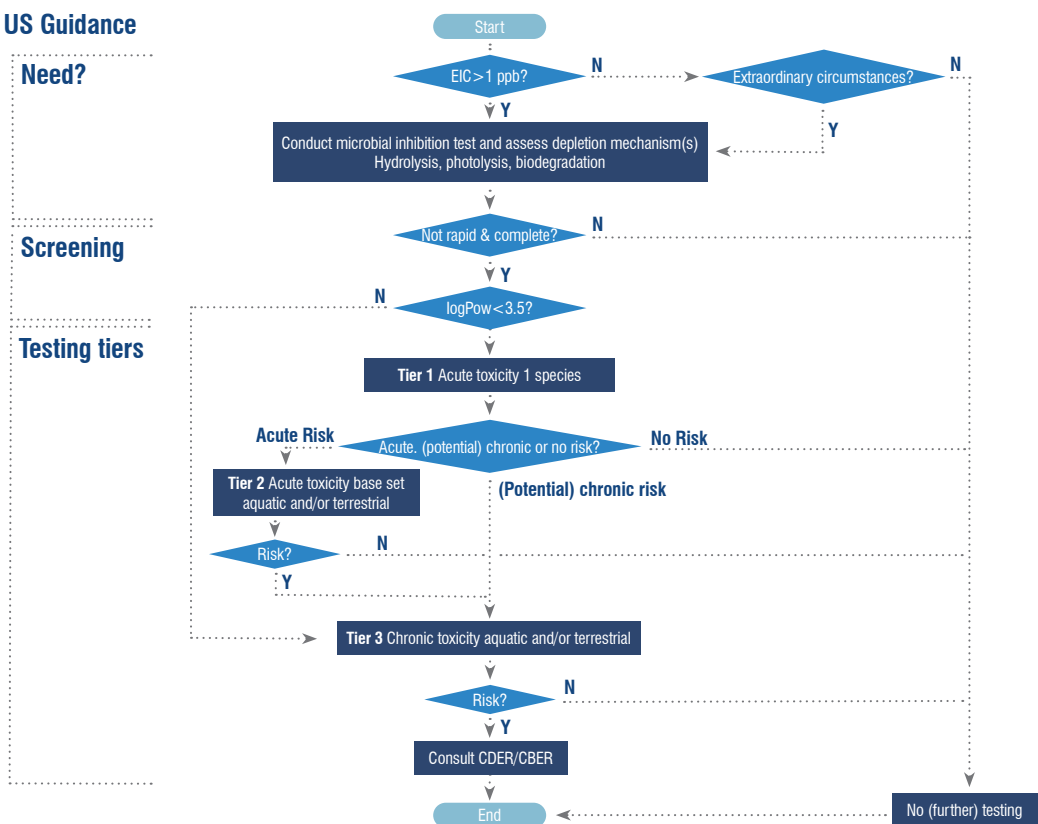 US Guidance
Start
Need?
EIC>1 ppb?
N
Extraordinary circumstances?
N
Y
Y
Conduct microbial inhibition test and assess depletion mechanism(s)
Hydrolysis, photolysis, biodegradation
Screening
Not rapid & complete?
N
Y
N
logPow<3.5?
Testing tiers
Tier 1 Acute toxicity 1 species
Acute Risk
Acute. (potential) chronic or no risk?
No Risk
Tier 2 Acute toxicity base set
aquatic and/or terrestrial
(Potential) chronic risk
Risk?
N
Y
Tier 3 Chronic toxicity aquatic and/or terrestrial
Risk?
N
Y
Consult CDER/CBER
End
No (further) testing